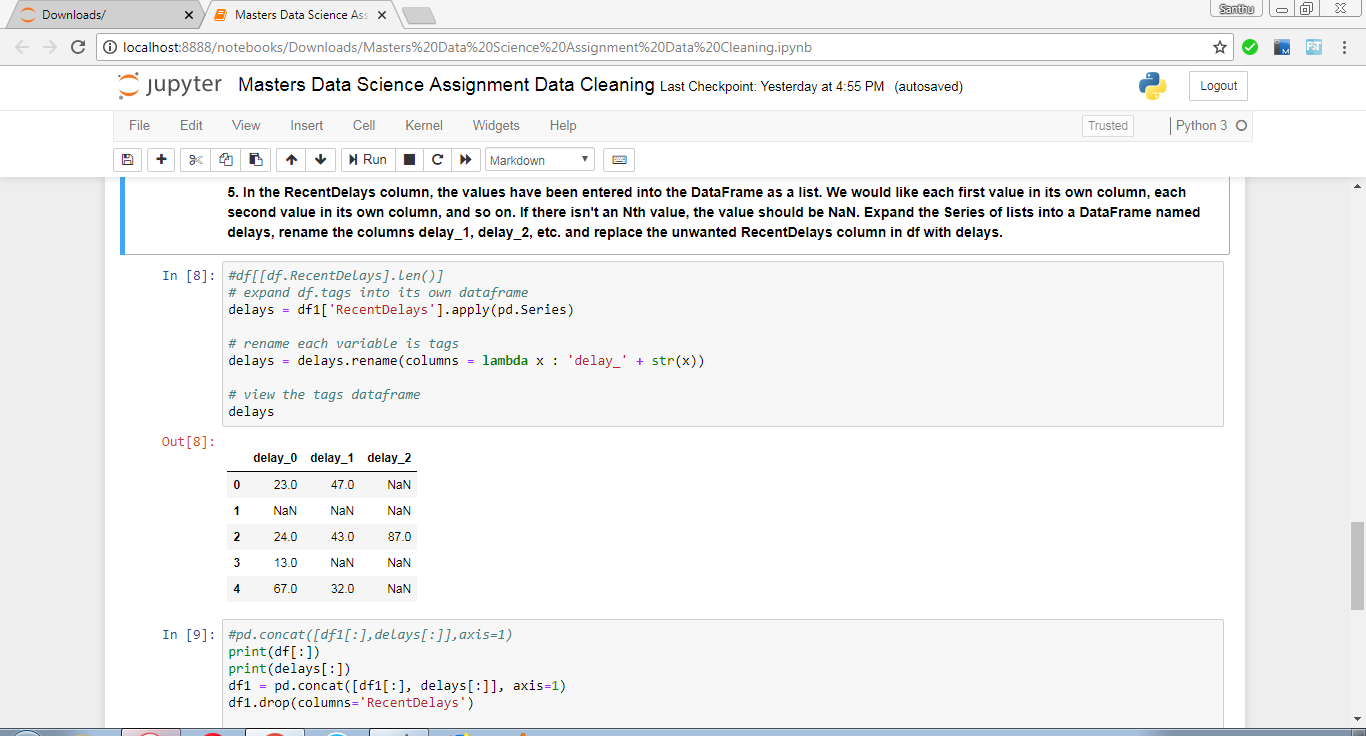 Downloads/
Masters Data Science Ass
Santhu
localhost:8888/notebooks/Downloads/Masters%20Data%20Science%20Assignment%20Data%20Cleaning.ipynb
jupyter Masters Data Science Assignment Data Cleaning Last Checkpoint: Yesterday at 4:55 PM (autosaved)
Logout
File Edit View Insert Cell Kernel Widgets Help
Trusted
Python 3
Run
Markdown
5. In the RecentDelays column, the values have been entered into the DataFrame as a list. We would like each first value in its own column, each
second value in its own column, and so on. If there isn't an Nth value, the value should be NaN. Expand the Series of lists into a DataFrame named
delays, rename the columns delay_1, delay_2, etc. and replace the unwanted RecentDelays column in df with delays.
In [8]:
#df[[df.RecentDelays].len()]
# expand df.tags into its own dataframe
delays = df1['RecentDelays'].apply(pd.Series)
# rename each variable is tags
delays = delays.rename(columns = lambda x : 'delay_' + str(x))
# view the tags dataframe
delays
Out[8]:
delay_0 delay_1 delay_2
0 23.0 47.0 NaN
1 NaN NaN NaN
2 24.0 43.0 87.0
3 13.0 NaN NaN
4 67.0 32.0 NaN
In [9]:
#pd.concat([df1[:],delays[:]],axis=1)
print(df[:])
print(delays[:])
df1 = pd.concat([df1[:], delays[:]], axis=1)
df1.drop(columns='RecentDelays')